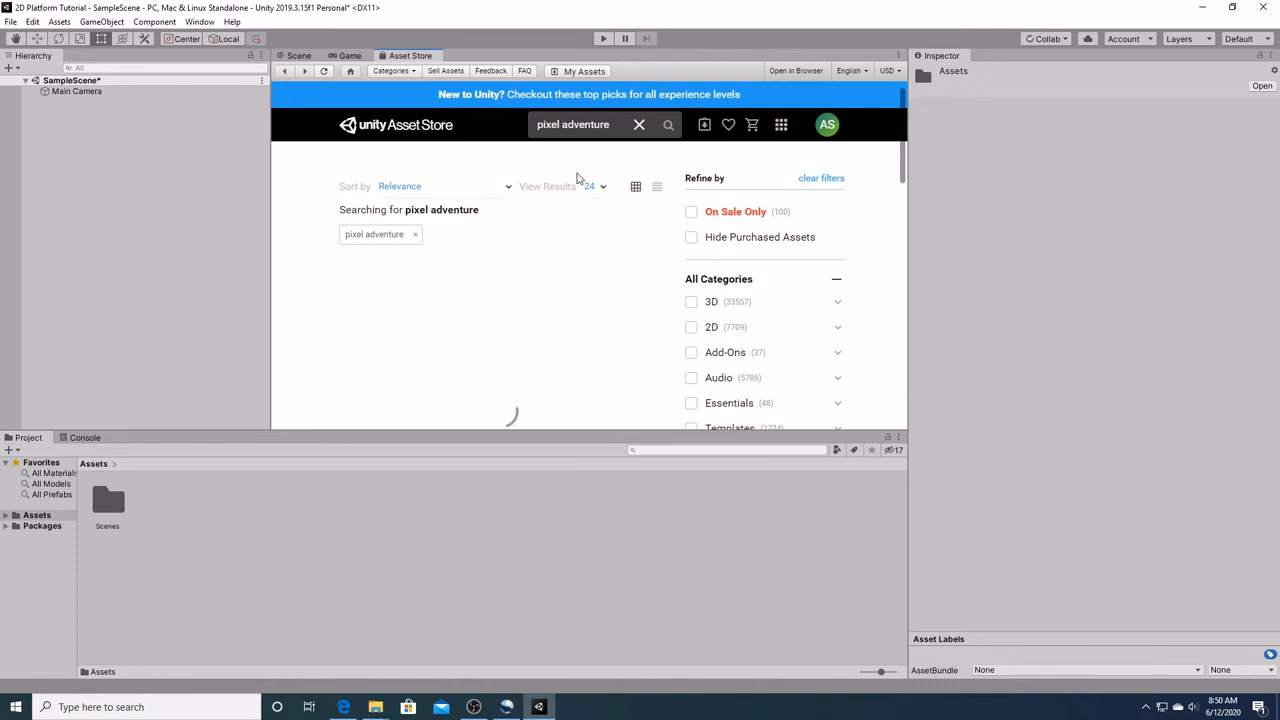 2D Platform Tutorial - SampleScene - PC, Mac & Linux Standalone - Unity 2019.3.15f1 Personal* <DX11>
File Edit Assets GameObject Component Window Help
Center Local Collab Account Layers Default
Hierarchy
All
SampleScene*
Main Camera
Scene Game Asset Store
Categories Sell Assets Feedback FAQ My Assets Open in Browser English USD
New to Unity? Checkout these top picks for all experience levels
unity Asset Store pixel adventure AS
Sort by Relevance View Results 24
Searching for pixel adventure
pixel adventure ×
Refine by clear filters
On Sale Only (100)
Hide Purchased Assets
All Categories
3D (33557)
2D (7709)
Add-Ons (37)
Audio (5786)
Essentials (48)
Templates (2774)
Inspector
Assets
Open
Project Console
17
Favorites
All Materials
All Models
All Prefabs
Assets
Packages
Assets
Scenes
Assets
Asset Labels
AssetBundle None None
Type here to search
8:50 AM
6/12/2020
1